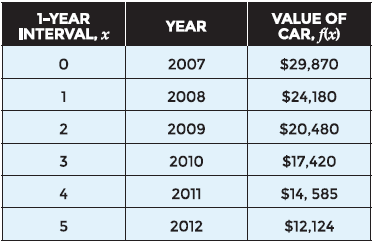 1-YEAR INTERVAL, x YEAR VALUE OF CAR, f(x)
0 2007 $29,870
1 2008 $24,180
2 2009 $20,480
3 2010 $17,420
4 2011 $14, 585
5 2012 $12,124